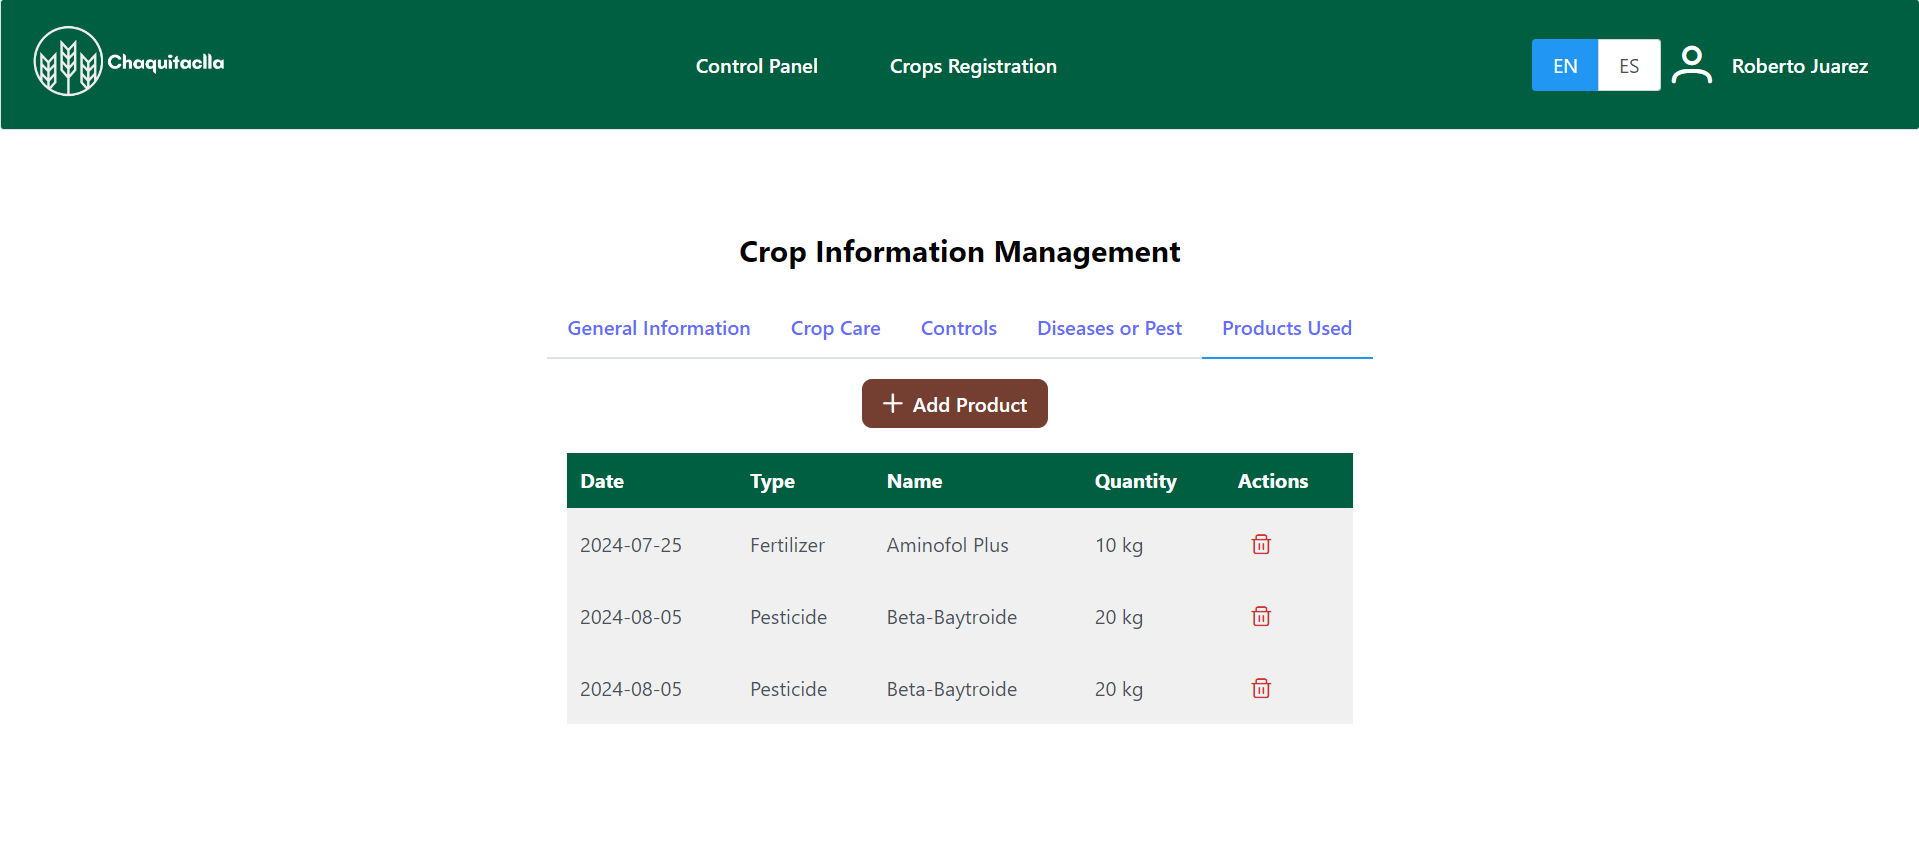 Chaquitaclla
Control Panel Crops Registration
EN ES Roberto Juarez
Crop Information Management
General Information Crop Care Controls Diseases or Pest Products Used
+ Add Product
Date Type Name Quantity Actions
2024-07-25 Fertilizer Aminofol Plus 10 kg
2024-08-05 Pesticide Beta-Baytroide 20 kg
2024-08-05 Pesticide Beta-Baytroide 20 kg